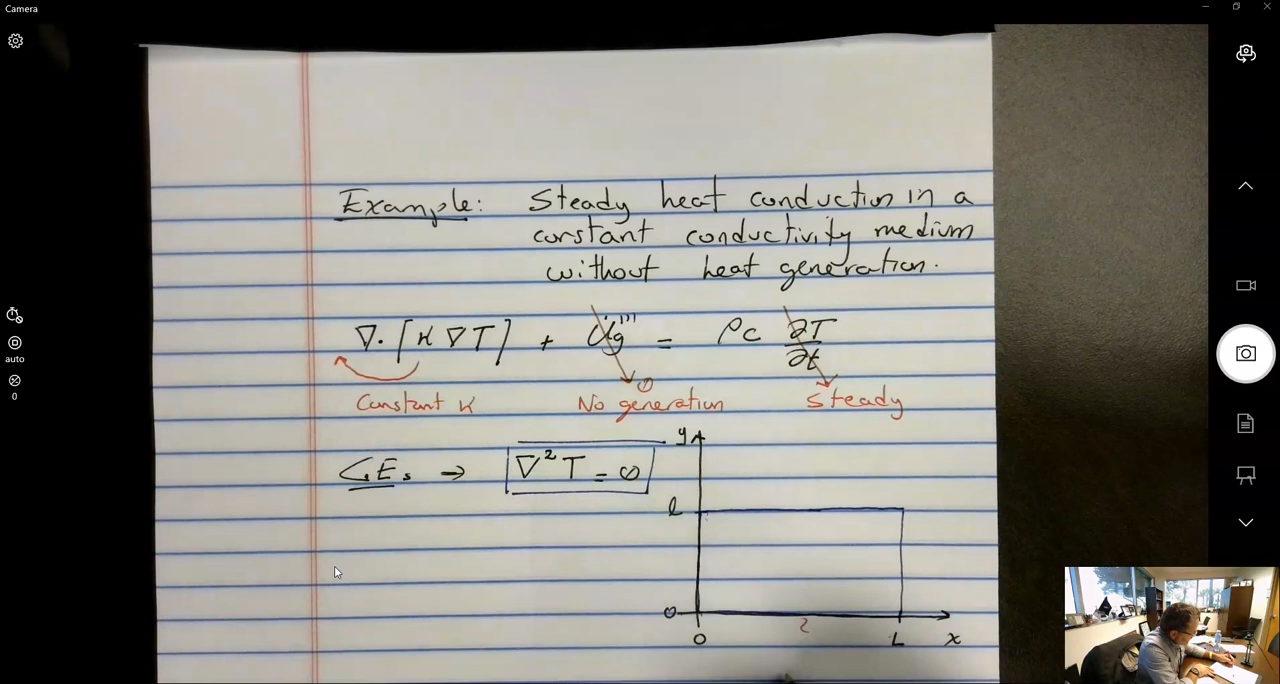 Camera
Example: Steady heat conduction in a
constant conductivity medium
without heat generation.
∇·[K∇T] + U̇g''' = ρc ∂T/∂t
0
Constant K No generation Steady
y
G.E. → ∇²T = 0
l
0
0 L x
auto
0